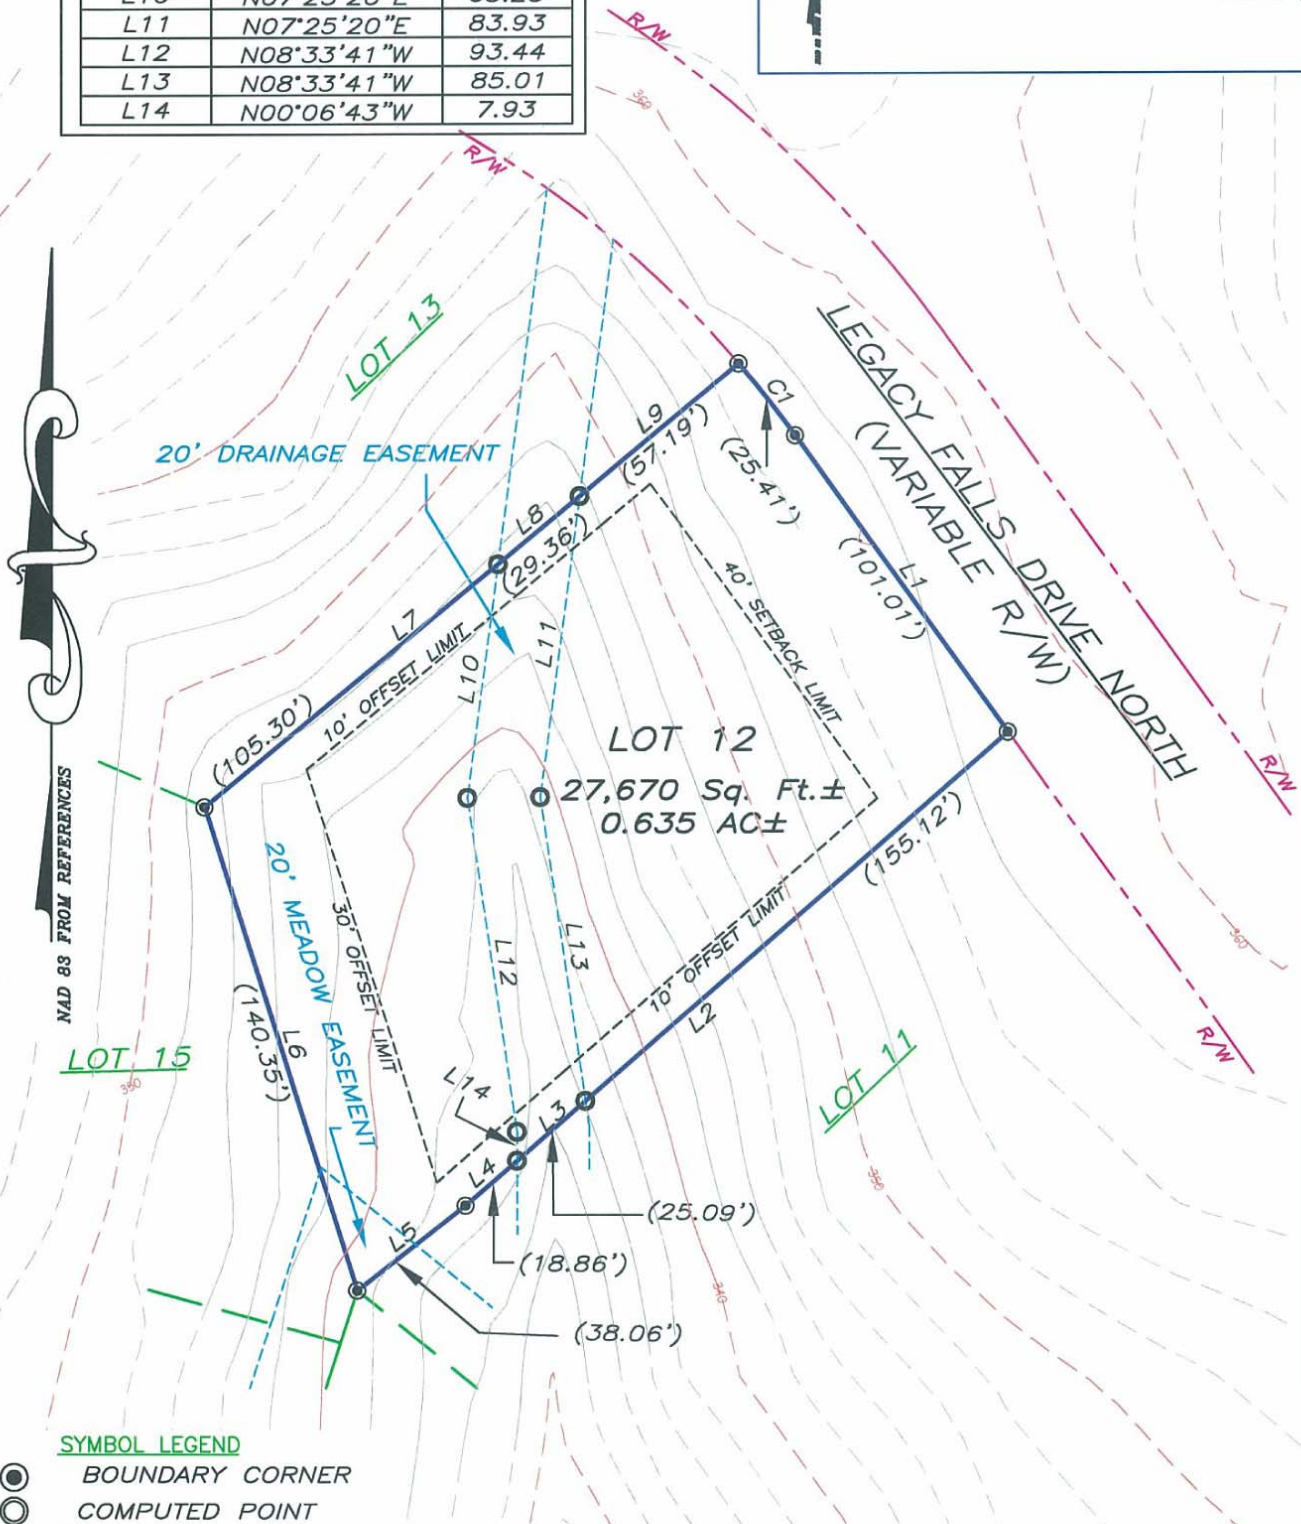 L11 N07°25'20"E 83.93
L12 N08°33'41"W 93.44
L13 N08°33'41"W 85.01
L14 N00°06'43"W 7.93
R/W
R/W
360
LOT 13
20' DRAINAGE EASEMENT
LEGACY FALLS DRIVE NORTH
(VARIABLE R/W)
C1
(25.41')
L9
(57.19')
L8
(29.36')
L1
(101.01')
L7
(105.30')
10' OFFSET LIMIT
L10
L11
40' SETBACK LIMIT
LOT 12
27,670 Sq. Ft.±
0.635 AC±
R/W
NAD 83 FROM REFERENCES
(155.12')
20' MEADOW EASEMENT
30' OFFSET LIMIT
L12
L13
10' OFFSET LIMIT
L2
360
L6
(140.35')
LOT 15
350
R/W
LOT 11
L14
L3
L4
L5
350
(25.09')
(18.86')
340
(38.06')
SYMBOL LEGEND
BOUNDARY CORNER
COMPUTED POINT